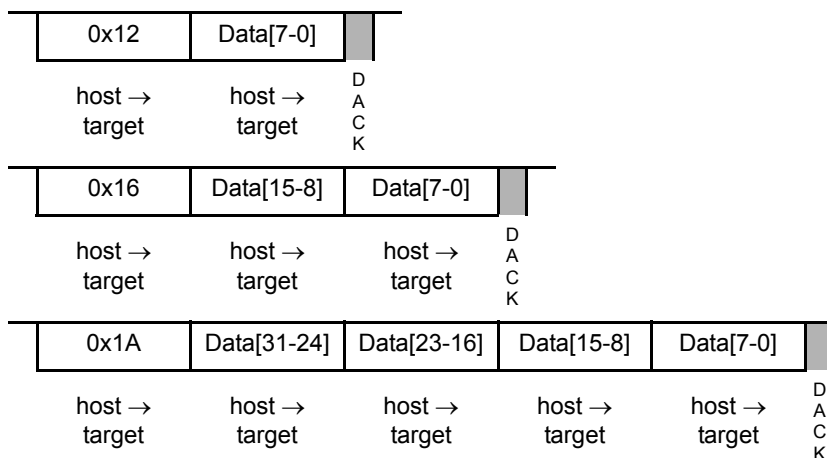 0x12 Data[7-0]
host → host →
target target
D
A
C
K
0x16 Data[15-8] Data[7-0]
host → host → host →
target target target
D
A
C
K
0x1A Data[31-24] Data[23-16] Data[15-8] Data[7-0]
host → host → host → host → host →
target target target target target
D
A
C
K